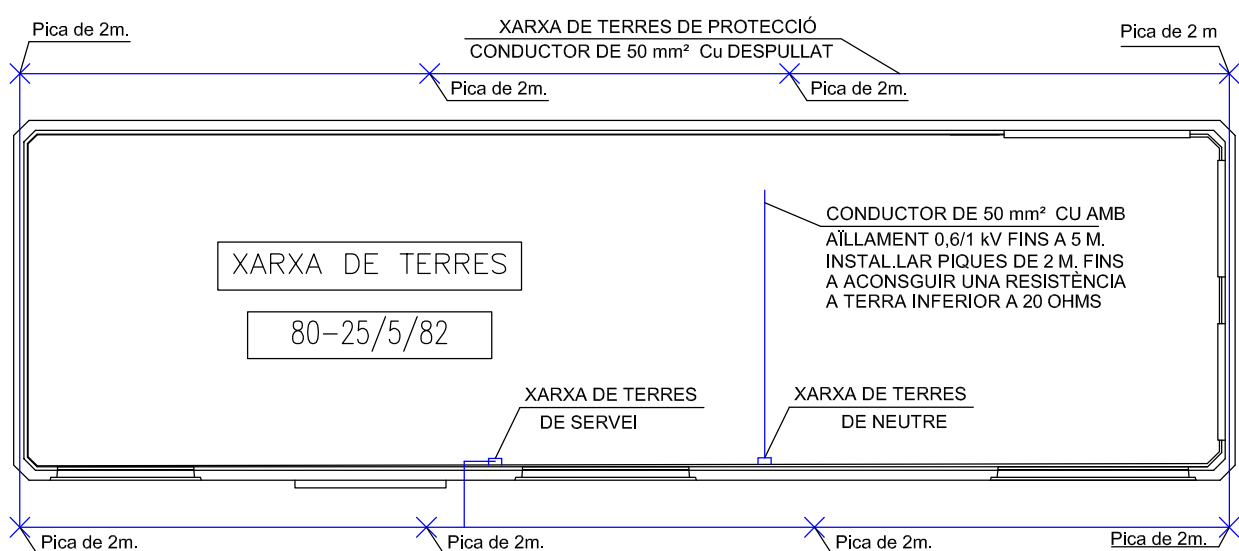 Pica de 2m.
XARXA DE TERRES DE PROTECCIÓ
CONDUCTOR DE 50 mm² Cu DESPULLAT
Pica de 2 m
Pica de 2m.
Pica de 2m.
CONDUCTOR DE 50 mm² CU AMB
AÏLLAMENT 0,6/1 kV FINS A 5 M.
INSTAL.LAR PIQUES DE 2 M. FINS
A ACONSGUIR UNA RESISTÈNCIA
A TERRA INFERIOR A 20 OHMS
XARXA DE TERRES
80-25/5/82
XARXA DE TERRES
DE SERVEI
XARXA DE TERRES
DE NEUTRE
Pica de 2m.
Pica de 2m.
Pica de 2m.
Pica de 2m.